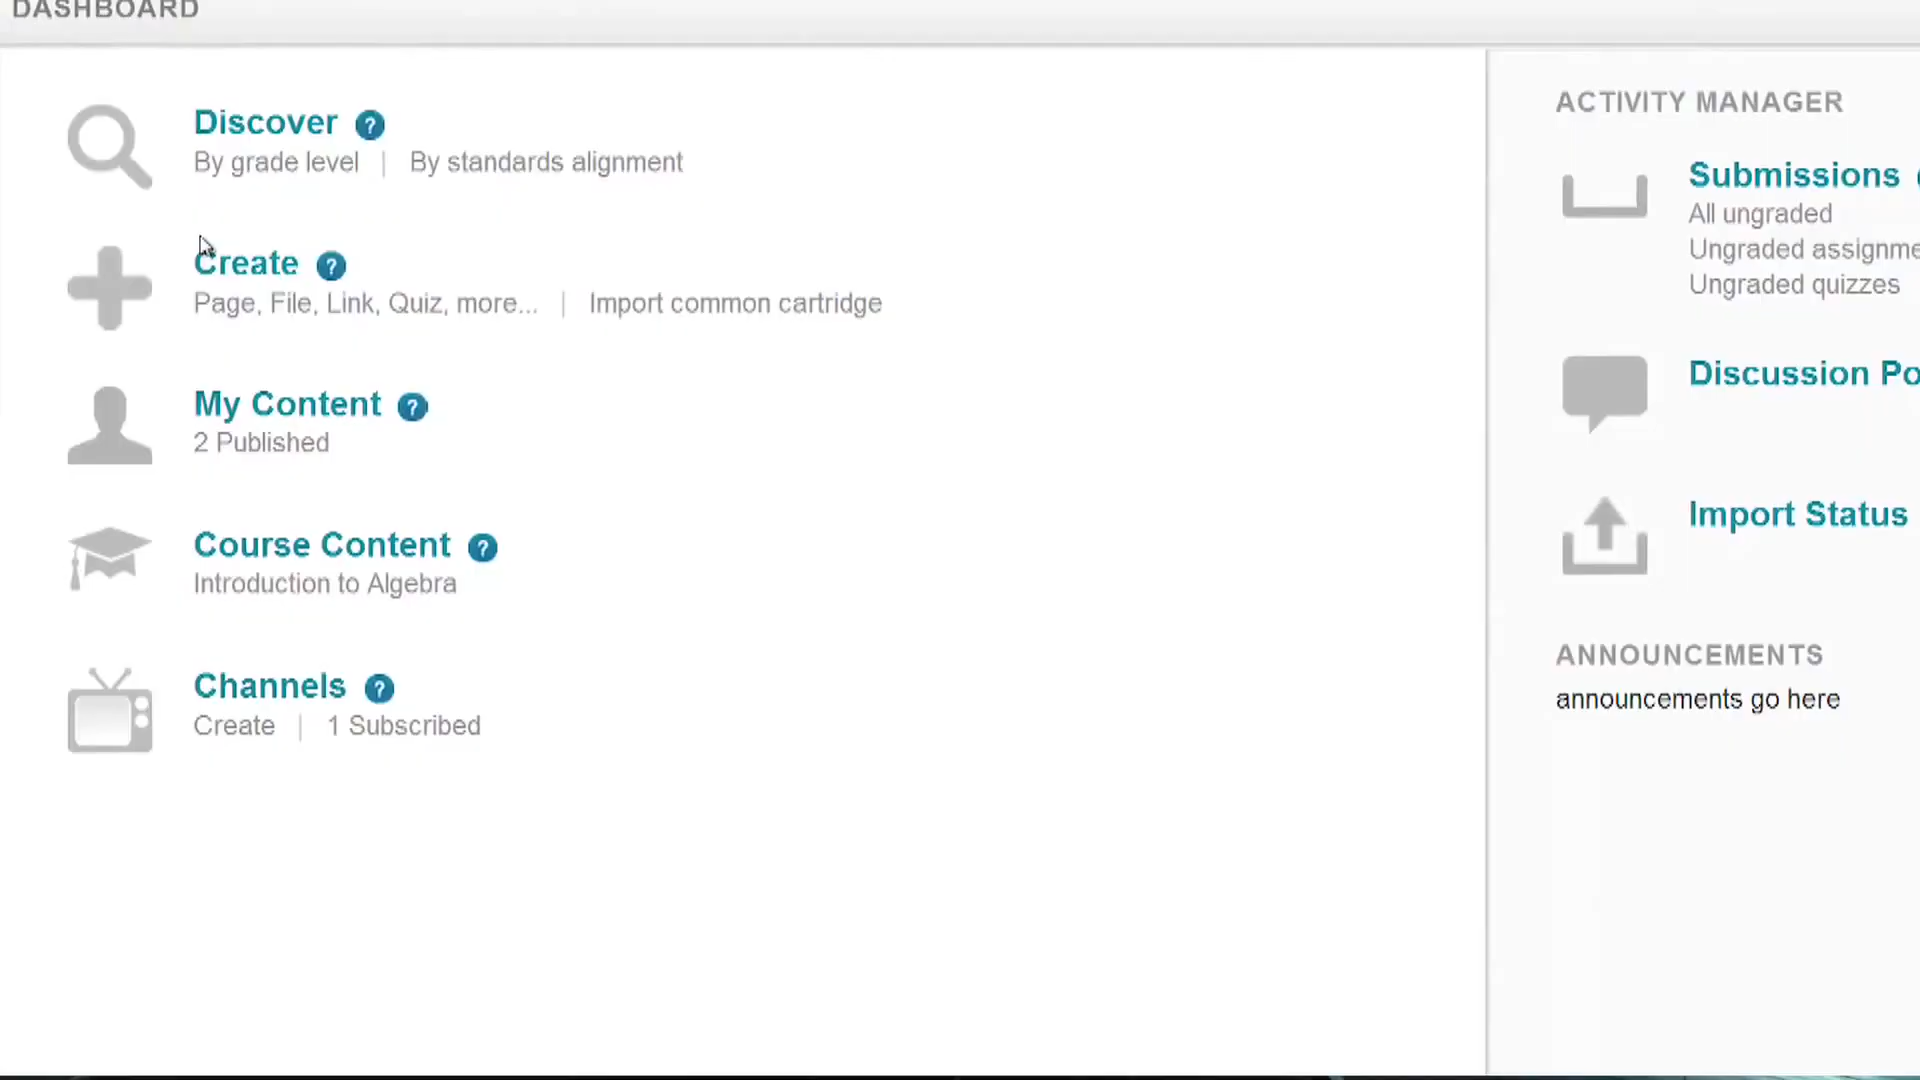 DASHBOARD
Discover ?
By grade level | By standards alignment
Create ?
Page, File, Link, Quiz, more... | Import common cartridge
My Content ?
2 Published
Course Content ?
Introduction to Algebra
Channels ?
Create | 1 Subscribed
ACTIVITY MANAGER
Submissions
All ungraded
Ungraded assignme
Ungraded quizzes
Discussion Po
Import Status
ANNOUNCEMENTS
announcements go here